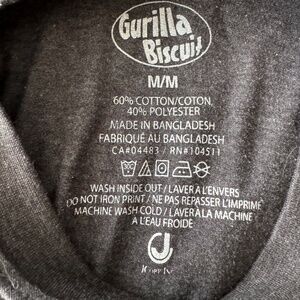 Gurilla
Biscuit
M/M
60% COTTON/COTON,
40% POLYESTER
MADE IN BANGLADESH
FABRIQUÉ AU BANGLADESH
CA#04483 / RN#104511
WASH INSIDE OUT / LAVER À L'ENVERS
DO NOT IRON PRINT / NE PAS REPASSER L'IMPRIMÉ
MACHINE WASH COLD / LAVER À LA MACHINE
À L'EAU FROIDE